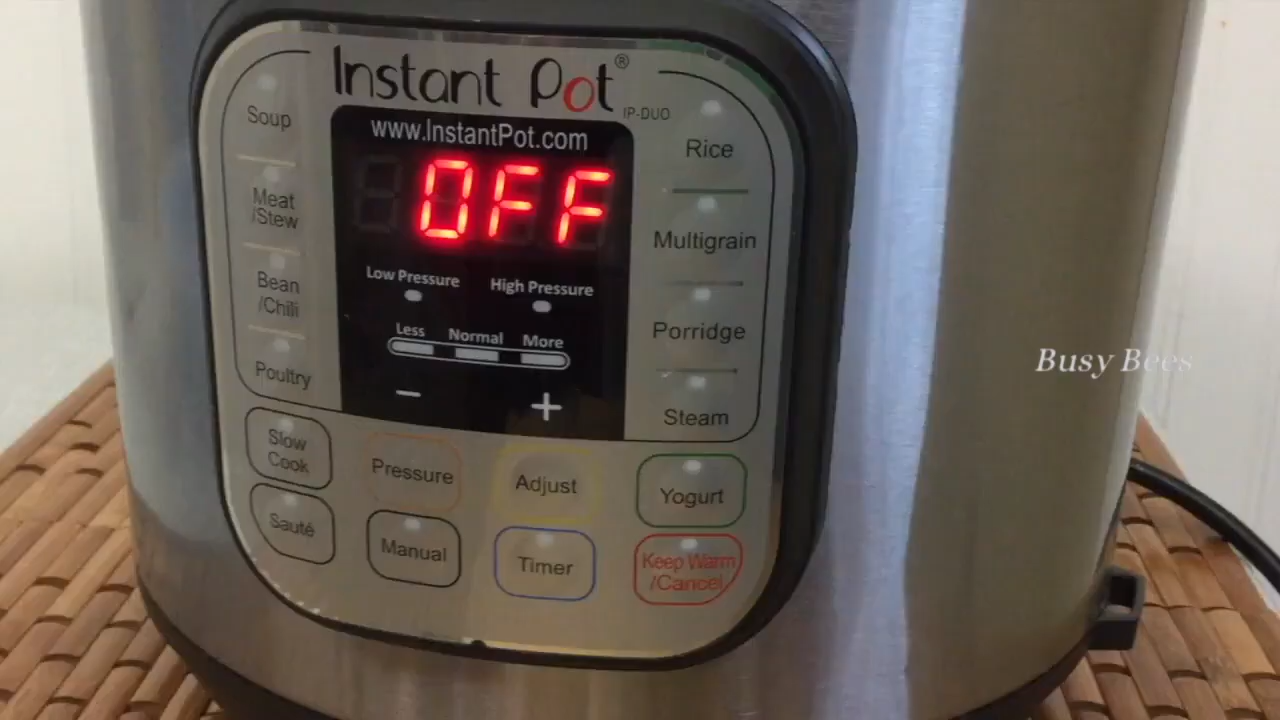 Instant Pot®
IP-DUO
www.InstantPot.com
OFF
Low Pressure
High Pressure
Less
Normal
More
−
+
Soup
Meat
/Stew
Bean
/Chili
Poultry
Rice
Multigrain
Porridge
Steam
Slow
Cook
Pressure
Adjust
Yogurt
Sauté
Manual
Timer
Keep Warm
/Cancel
Busy Bees